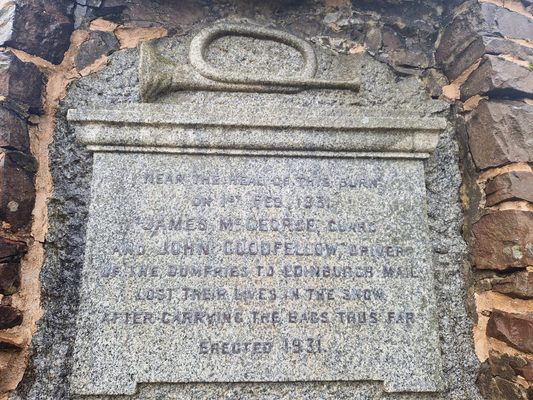 NEAR THE HEAD OF THIS BURN
ON 1ST FEB. 1831.
JAMES McGEORGE, GUARD
AND JOHN GOODFELLOW DRIVER
OF THE DUMFRIES TO EDINBURGH MAIL
LOST THEIR LIVES IN THE SNOW
AFTER CARRYING THE BAGS THUS FAR
ERECTED 1931.